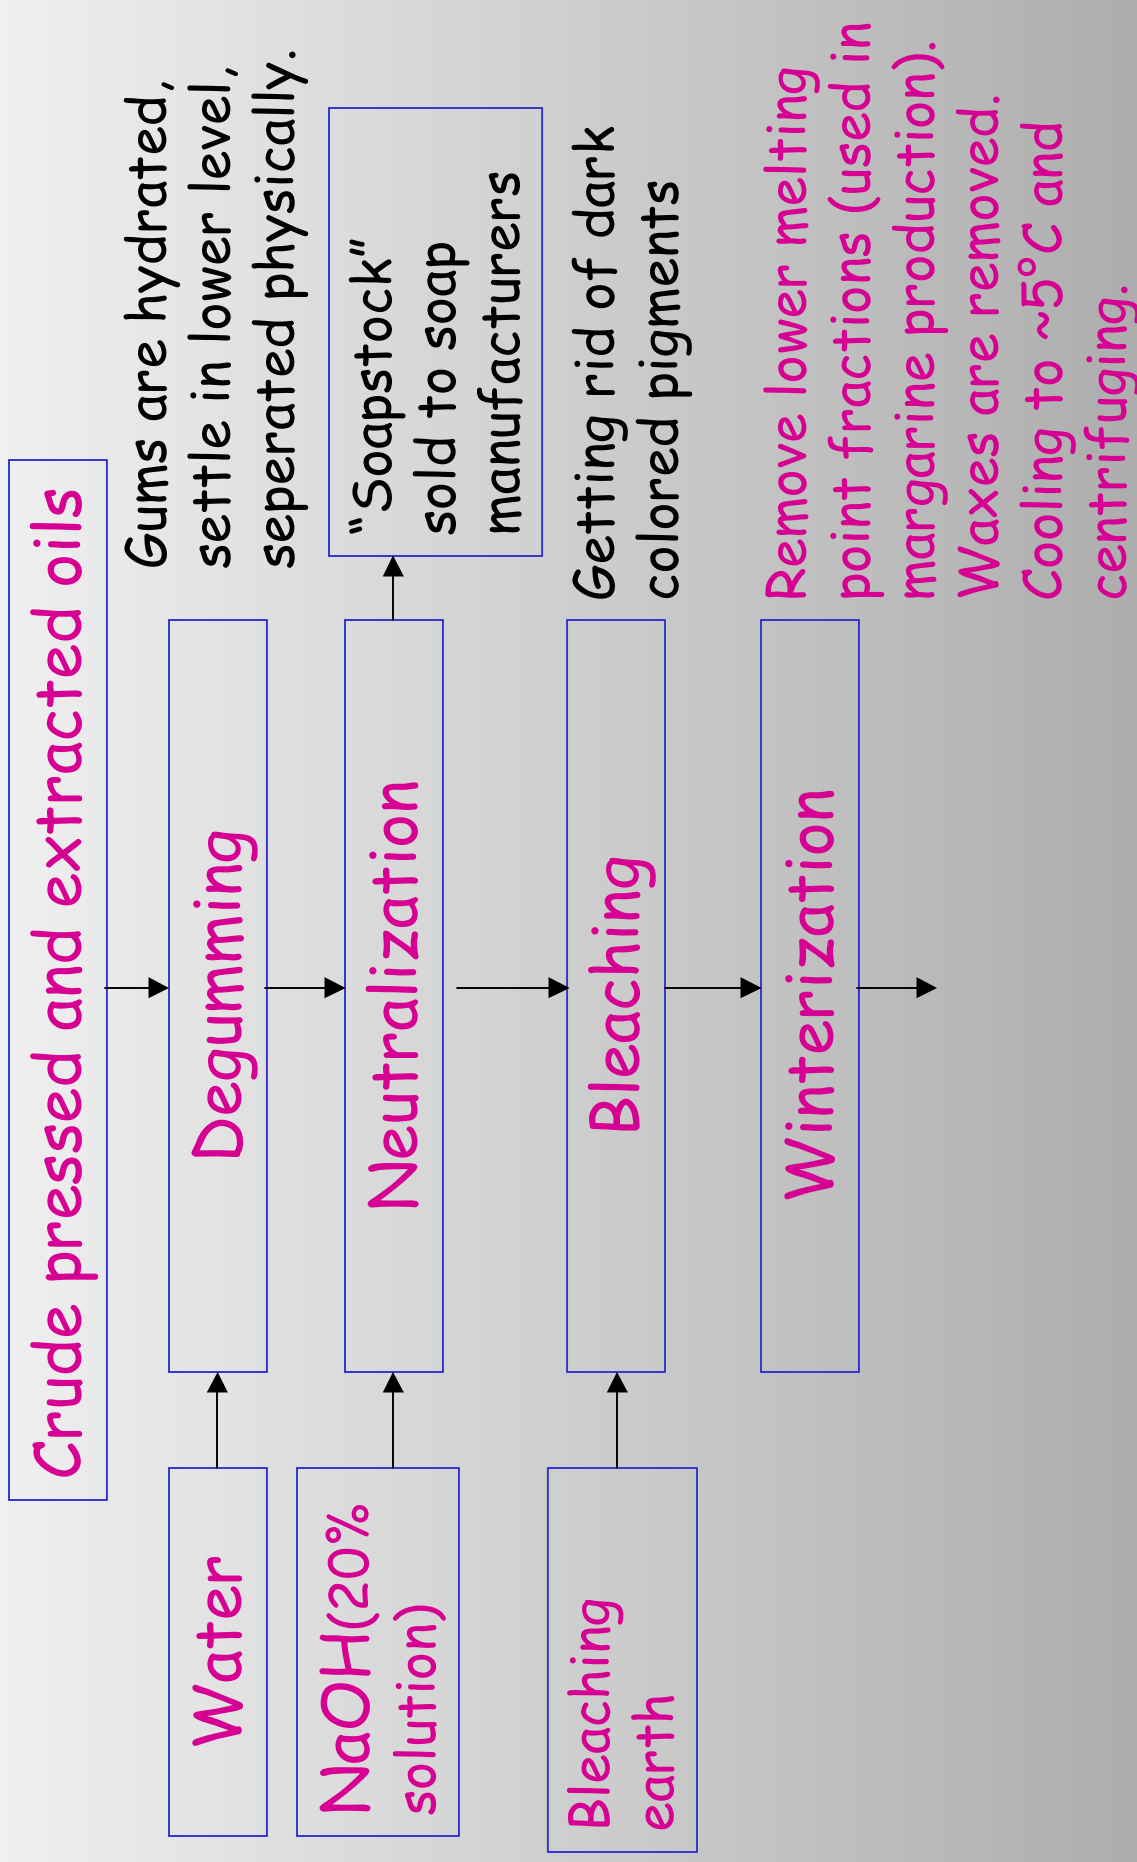 Crude pressed and extracted oils
Water
Degumming
Gums are hydrated,
settle in lower level,
seperated physically.
NaOH(20%
solution)
Neutralization
“Soapstock”
sold to soap
manufacturers
Bleaching
earth
Bleaching
Getting rid of dark
colored pigments
Winterization
Remove lower melting
point fractions (used in
margarine production).
Waxes are removed.
Cooling to ~5°C and
centrifuging.